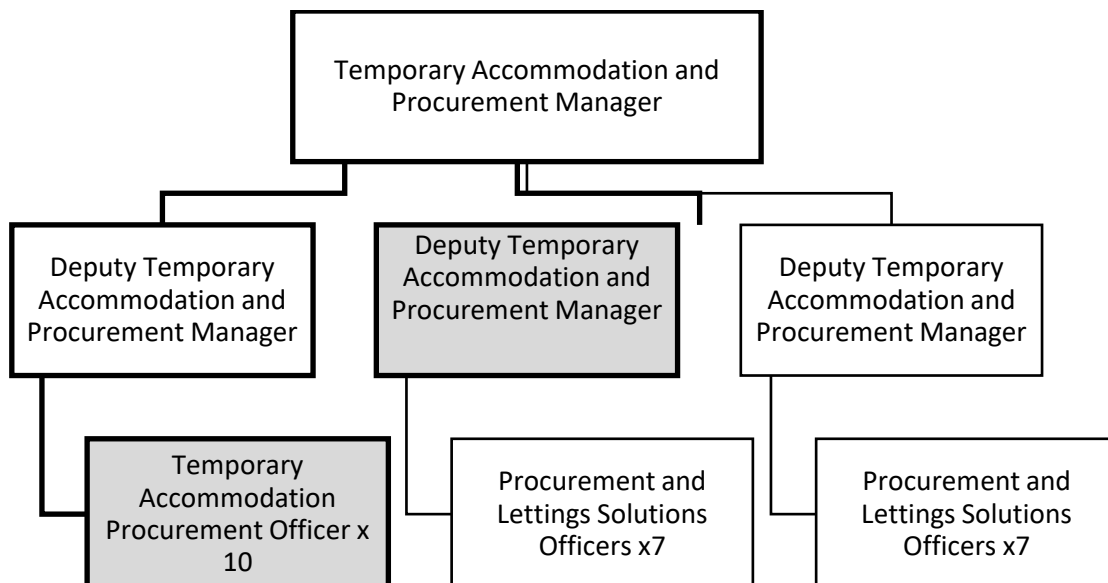 Temporary Accommodation and
Procurement Manager
Deputy Temporary
Accommodation and
Procurement Manager
Deputy Temporary
Accommodation and
Procurement Manager
Deputy Temporary
Accommodation and
Procurement Manager
Temporary
Accommodation
Procurement Officer x
10
Procurement and
Lettings Solutions
Officers x7
Procurement and
Lettings Solutions
Officers x7